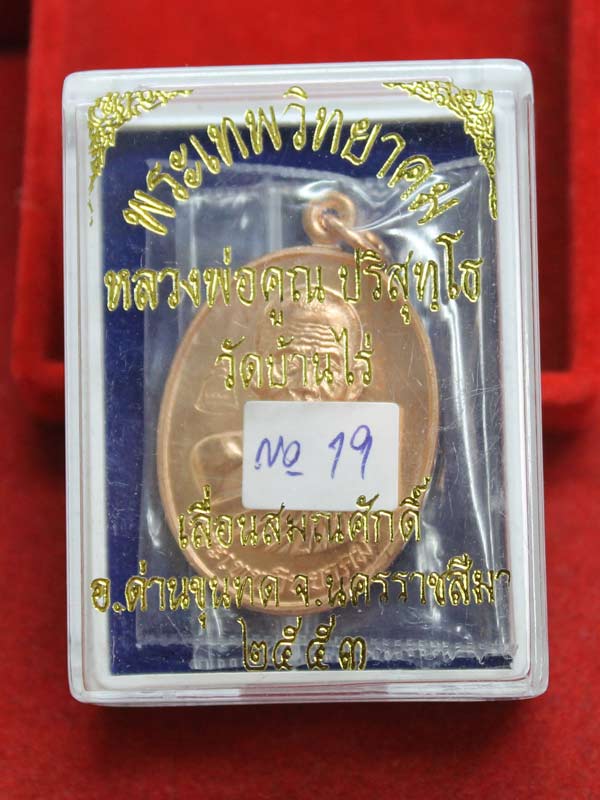 พระเทพวิทยาคม
หลวงพ่อคูณ ปริสุทฺโธ
วัดบ้านไร่
No 19
เลื่อนสมณศักดิ์
อ.ด่านขุนทด จ.นครราชสีมา
๒๕๕๓